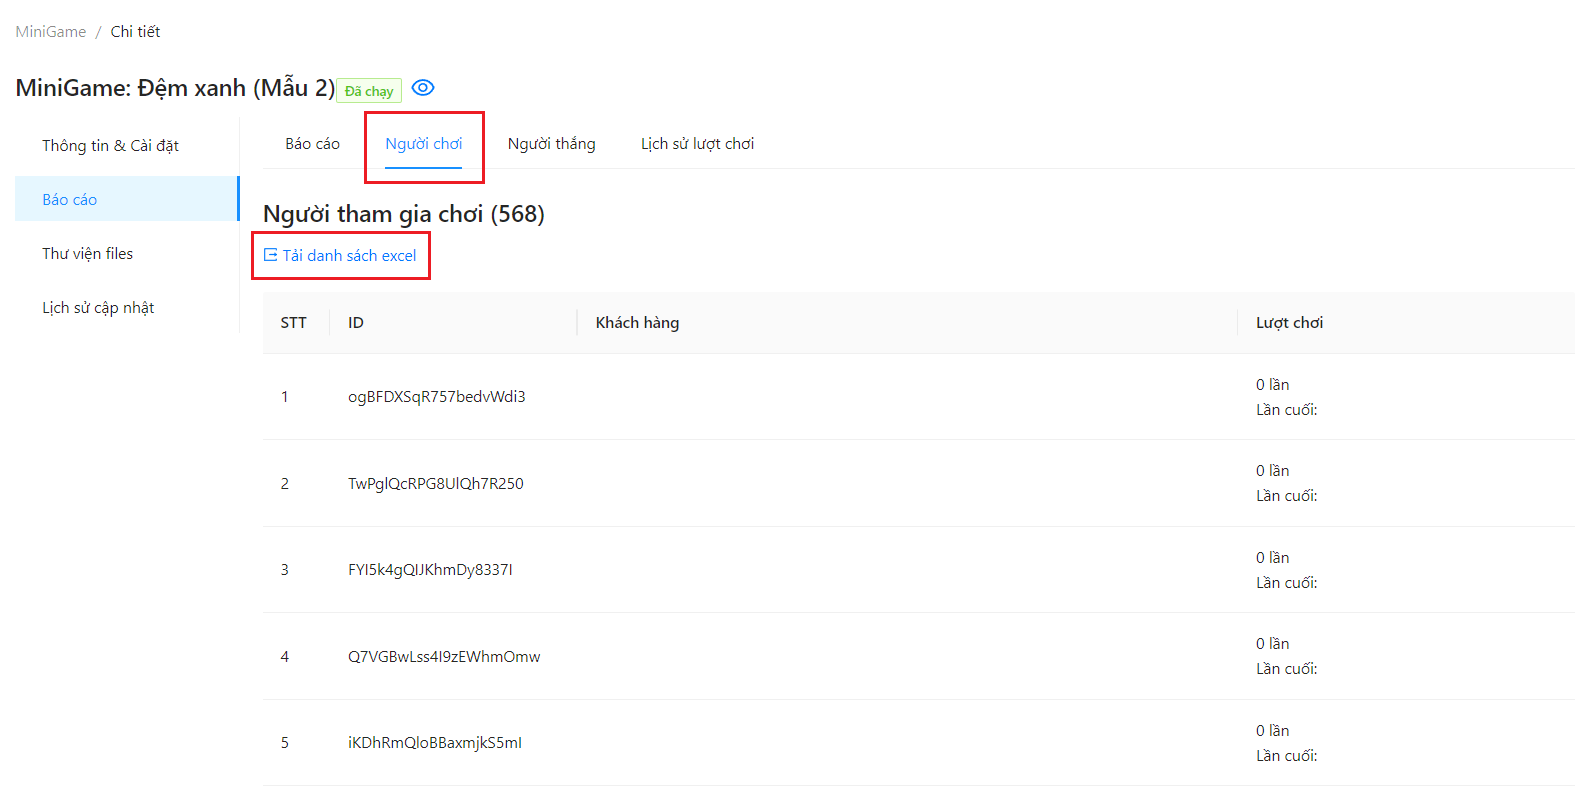 MiniGame / Chi tiết
MiniGame: Đệm xanh (Mẫu 2) Đã chạy
Thông tin & Cài đặt
Báo cáo
Thư viện files
Lịch sử cập nhật
Báo cáo Người chơi Người thắng Lịch sử lượt chơi
Người tham gia chơi (568)
Tải danh sách excel
STT ID Khách hàng Lượt chơi
1 ogBFDXSqR757bedvWdi3 0 lần
Lần cuối:
2 TwPglQcRPG8UlQh7R250 0 lần
Lần cuối:
3 FYI5k4gQIJKhmDy8337I 0 lần
Lần cuối:
4 Q7VGBwLss4I9zEWhmOmw 0 lần
Lần cuối:
5 iKDhRmQloBBaxmjkS5mI 0 lần
Lần cuối: